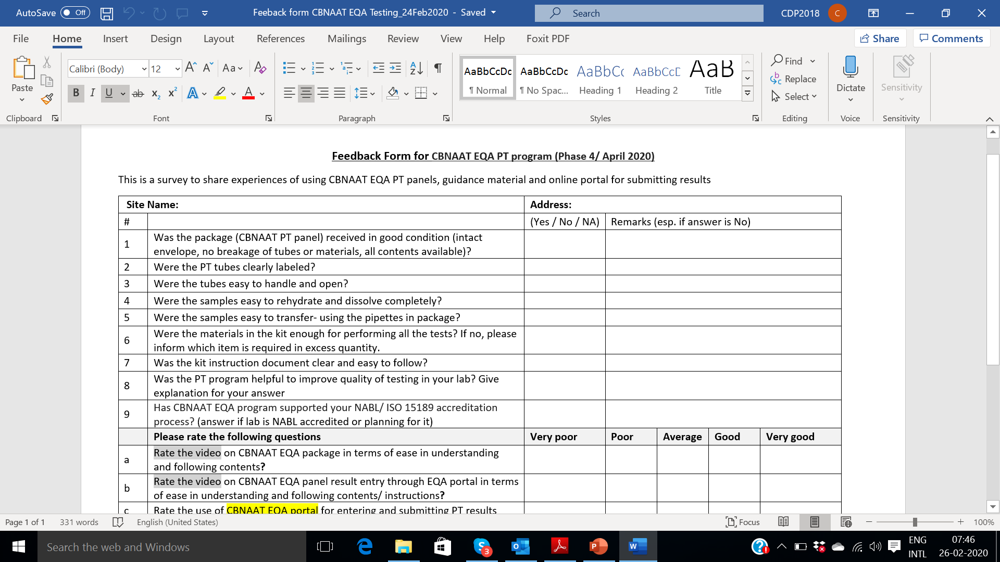 AutoSave Off Feeback form CBNAAT EQA Testing_24Feb2020 - Saved Search CDP2018 C
File Home Insert Design Layout References Mailings Review View Help Foxit PDF Share Comments
Calibri (Body) 12 Aa
Paste
B I U ab x2 x2 A A
AaBbCcDc AaBbCcDc AaBbCc AaBbCcD AaB
¶ Normal ¶ No Spac... Heading 1 Heading 2 Title
Find
Replace
Select
Dictate Sensitivity
Clipboard Font Paragraph Styles Editing Voice Sensitivity
Feedback Form for CBNAAT EQA PT program (Phase 4/ April 2020)
This is a survey to share experiences of using CBNAAT EQA PT panels, guidance material and online portal for submitting results
Site Name: Address:
# (Yes / No / NA) Remarks (esp. if answer is No)
1 Was the package (CBNAAT PT panel) received in good condition (intact
envelope, no breakage of tubes or materials, all contents available)?
2 Were the PT tubes clearly labeled?
3 Were the tubes easy to handle and open?
4 Were the samples easy to rehydrate and dissolve completely?
5 Were the samples easy to transfer- using the pipettes in package?
6 Were the materials in the kit enough for performing all the tests? If no, please
inform which item is required in excess quantity.
7 Was the kit instruction document clear and easy to follow?
8 Was the PT program helpful to improve quality of testing in your lab? Give
explanation for your answer
9 Has CBNAAT EQA program supported your NABL/ ISO 15189 accreditation
process? (answer if lab is NABL accredited or planning for it)
Please rate the following questions Very poor Poor Average Good Very good
a Rate the video on CBNAAT EQA package in terms of ease in understanding
and following contents?
b Rate the video on CBNAAT EQA panel result entry through EQA portal in terms
of ease in understanding and following contents/ instructions?
c Rate the use of CBNAAT EQA portal for entering and submitting PT results
Page 1 of 1 331 words English (United States) Focus 100%
Search the web and Windows 3 ENG 07:46
INTL 26-02-2020